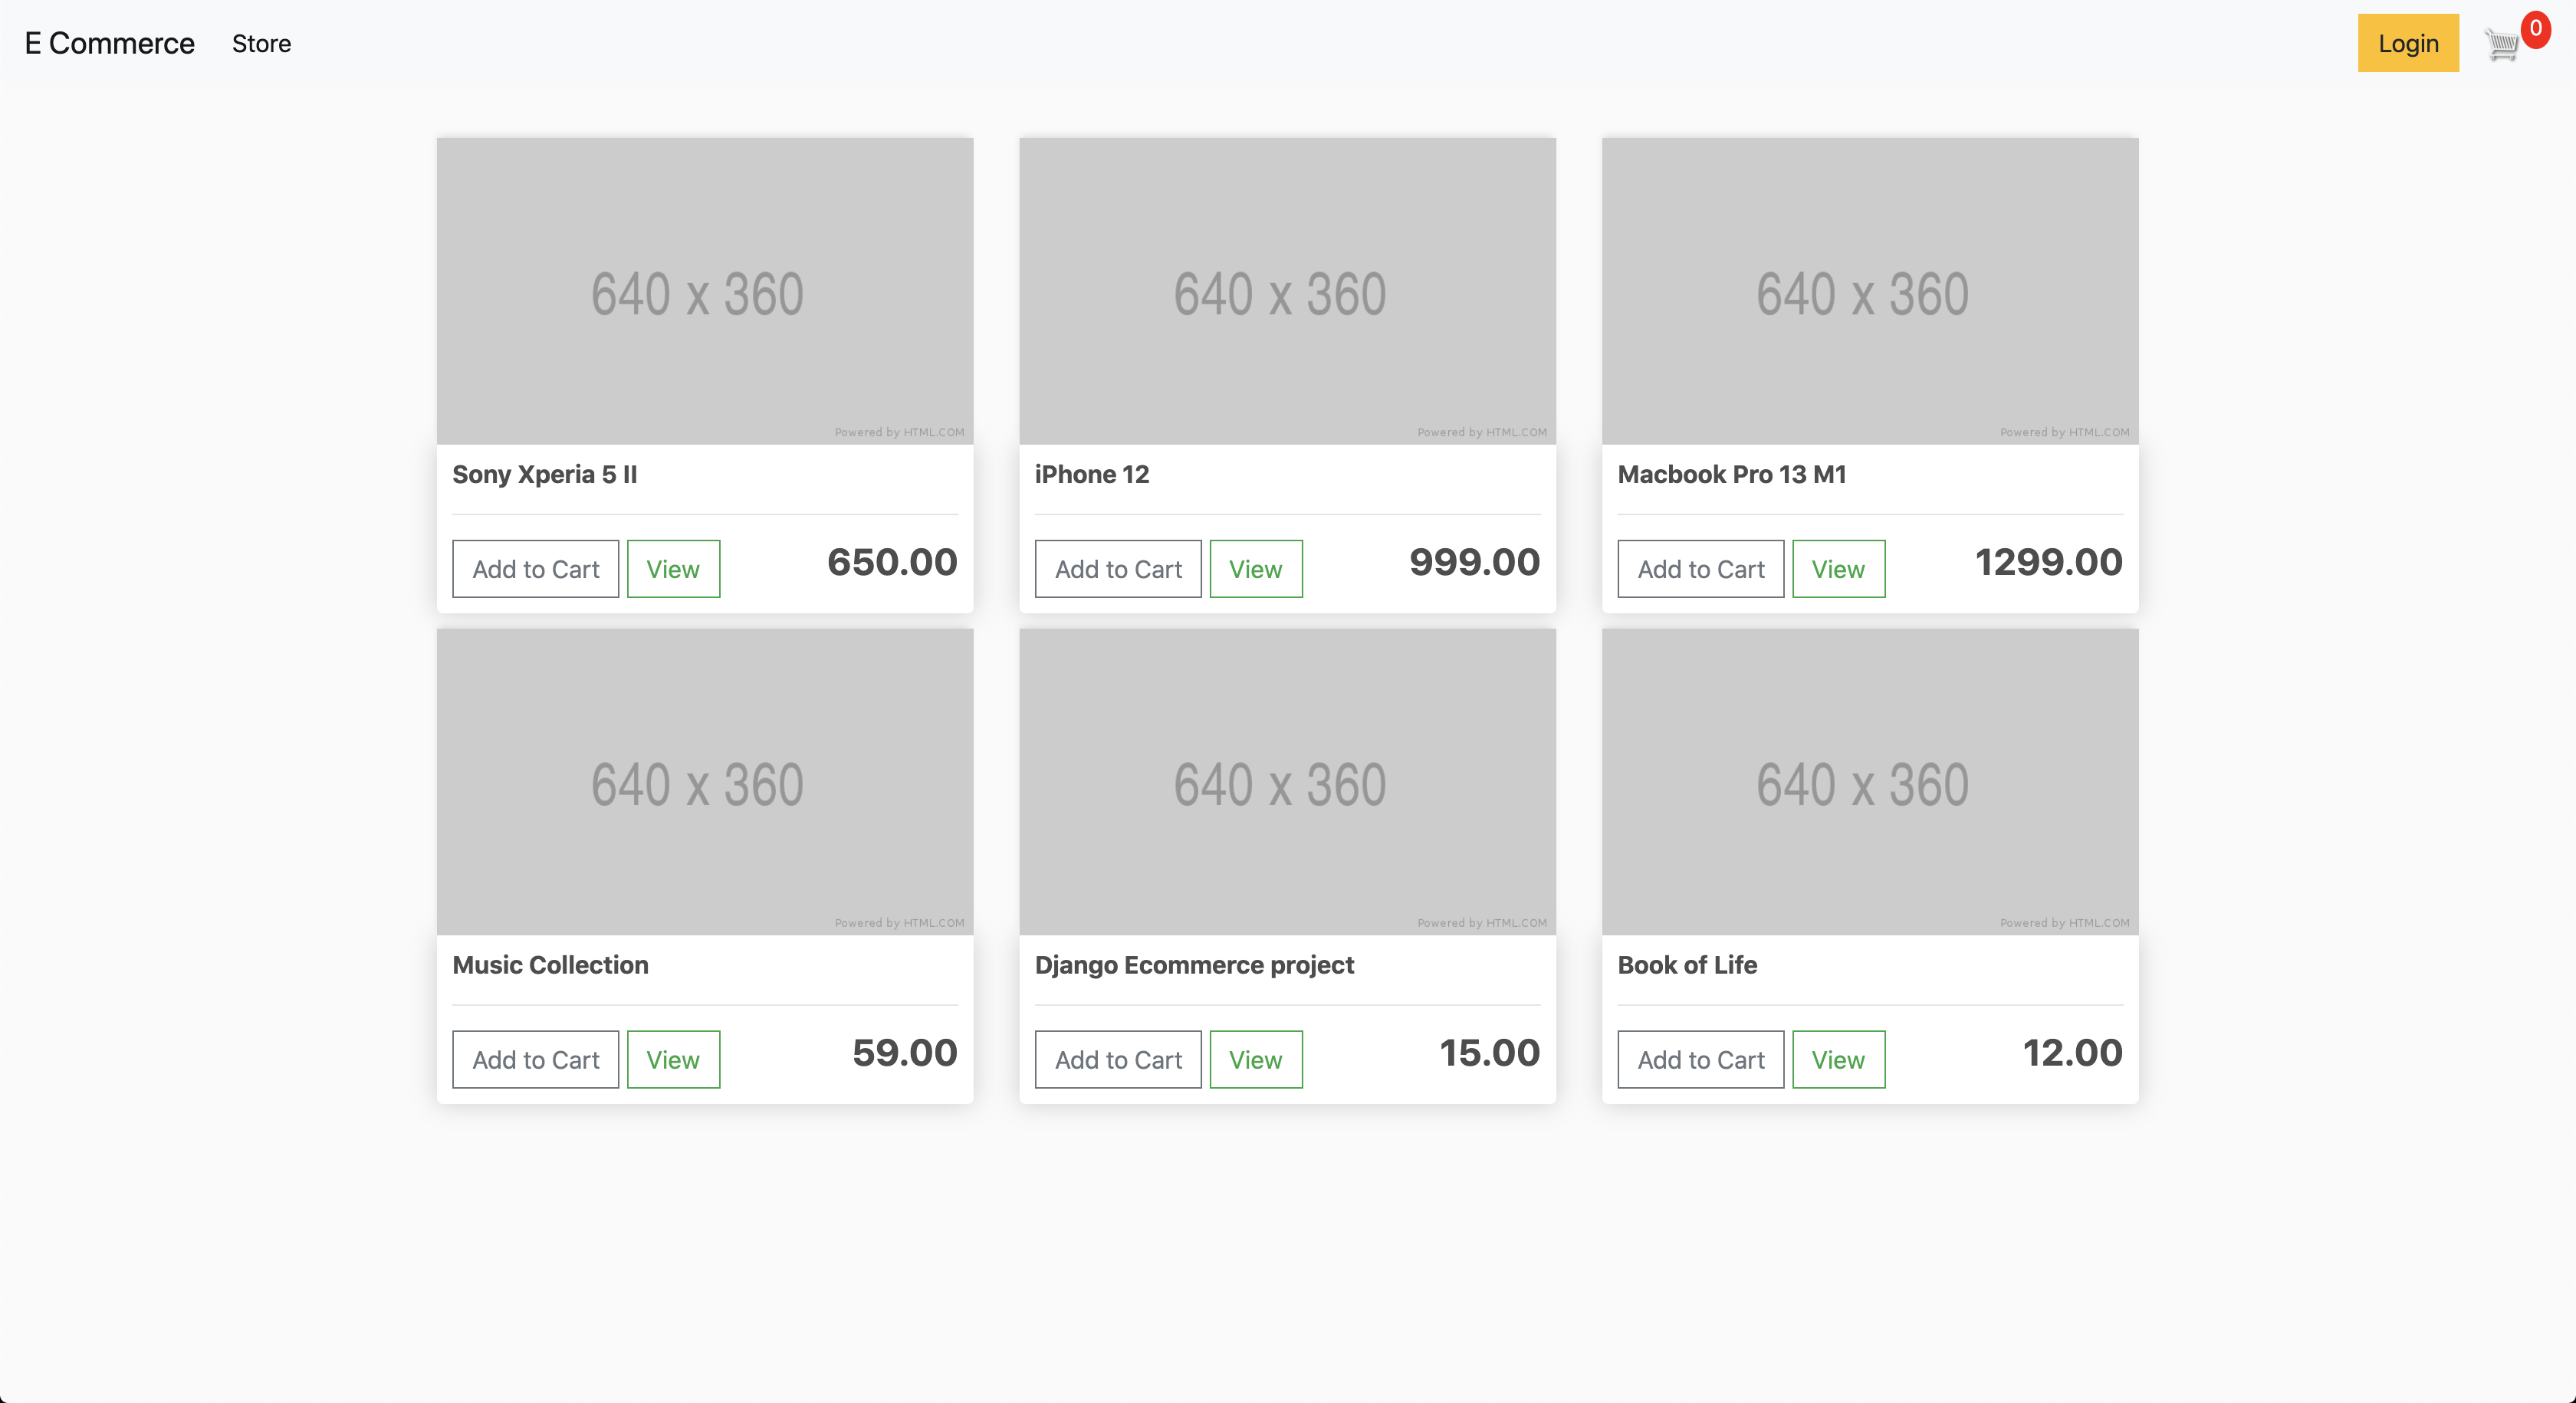 E Commerce Store Login 0
640 x 360 640 x 360 640 x 360
Powered by HTML.COM Powered by HTML.COM Powered by HTML.COM
Sony Xperia 5 II iPhone 12 Macbook Pro 13 M1
Add to Cart View 650.00 Add to Cart View 999.00 Add to Cart View 1299.00
640 x 360 640 x 360 640 x 360
Powered by HTML.COM Powered by HTML.COM Powered by HTML.COM
Music Collection Django Ecommerce project Book of Life
Add to Cart View 59.00 Add to Cart View 15.00 Add to Cart View 12.00